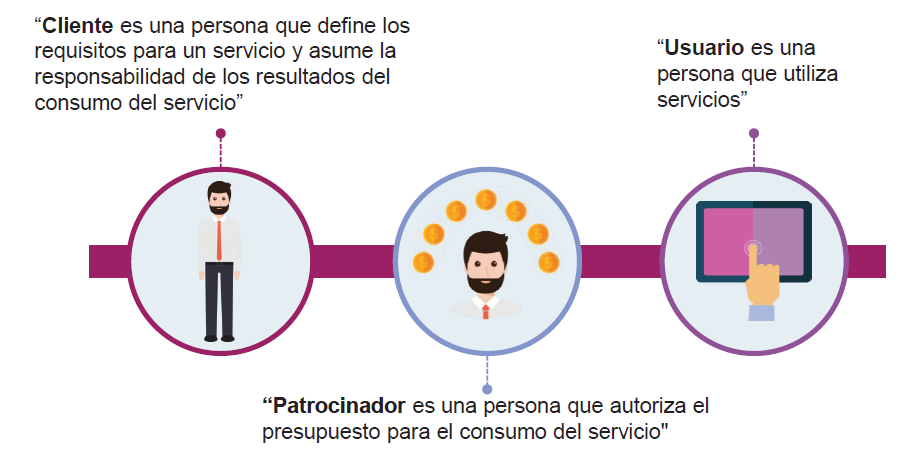 “Cliente es una persona que define los
requisitos para un servicio y asume la
responsabilidad de los resultados del
consumo del servicio”
“Usuario es una
persona que utiliza
servicios”
“Patrocinador es una persona que autoriza el
presupuesto para el consumo del servicio"